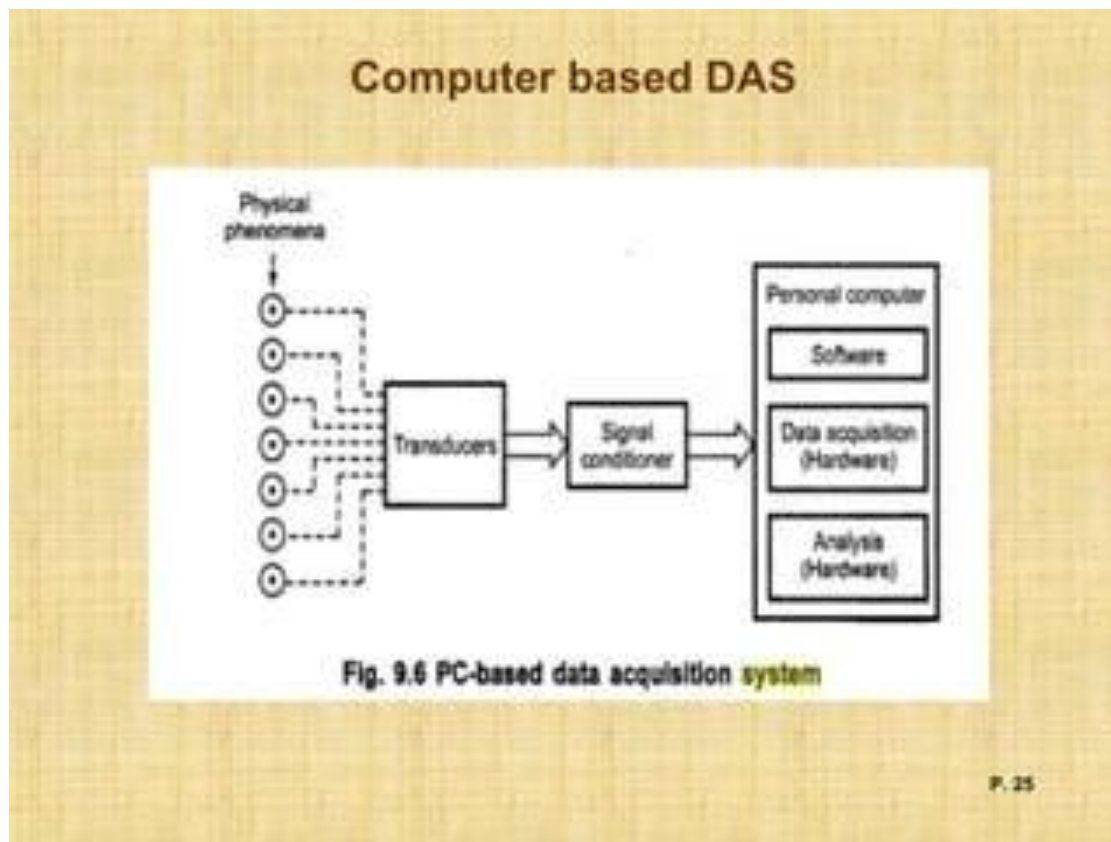 Computer based DAS
Physical
phenomena
Transducers
Signal
conditioner
Personal computer
Software
Data acquisition
(Hardware)
Analysis
(Hardware)
Fig. 9.6 PC-based data acquisition system
P. 25